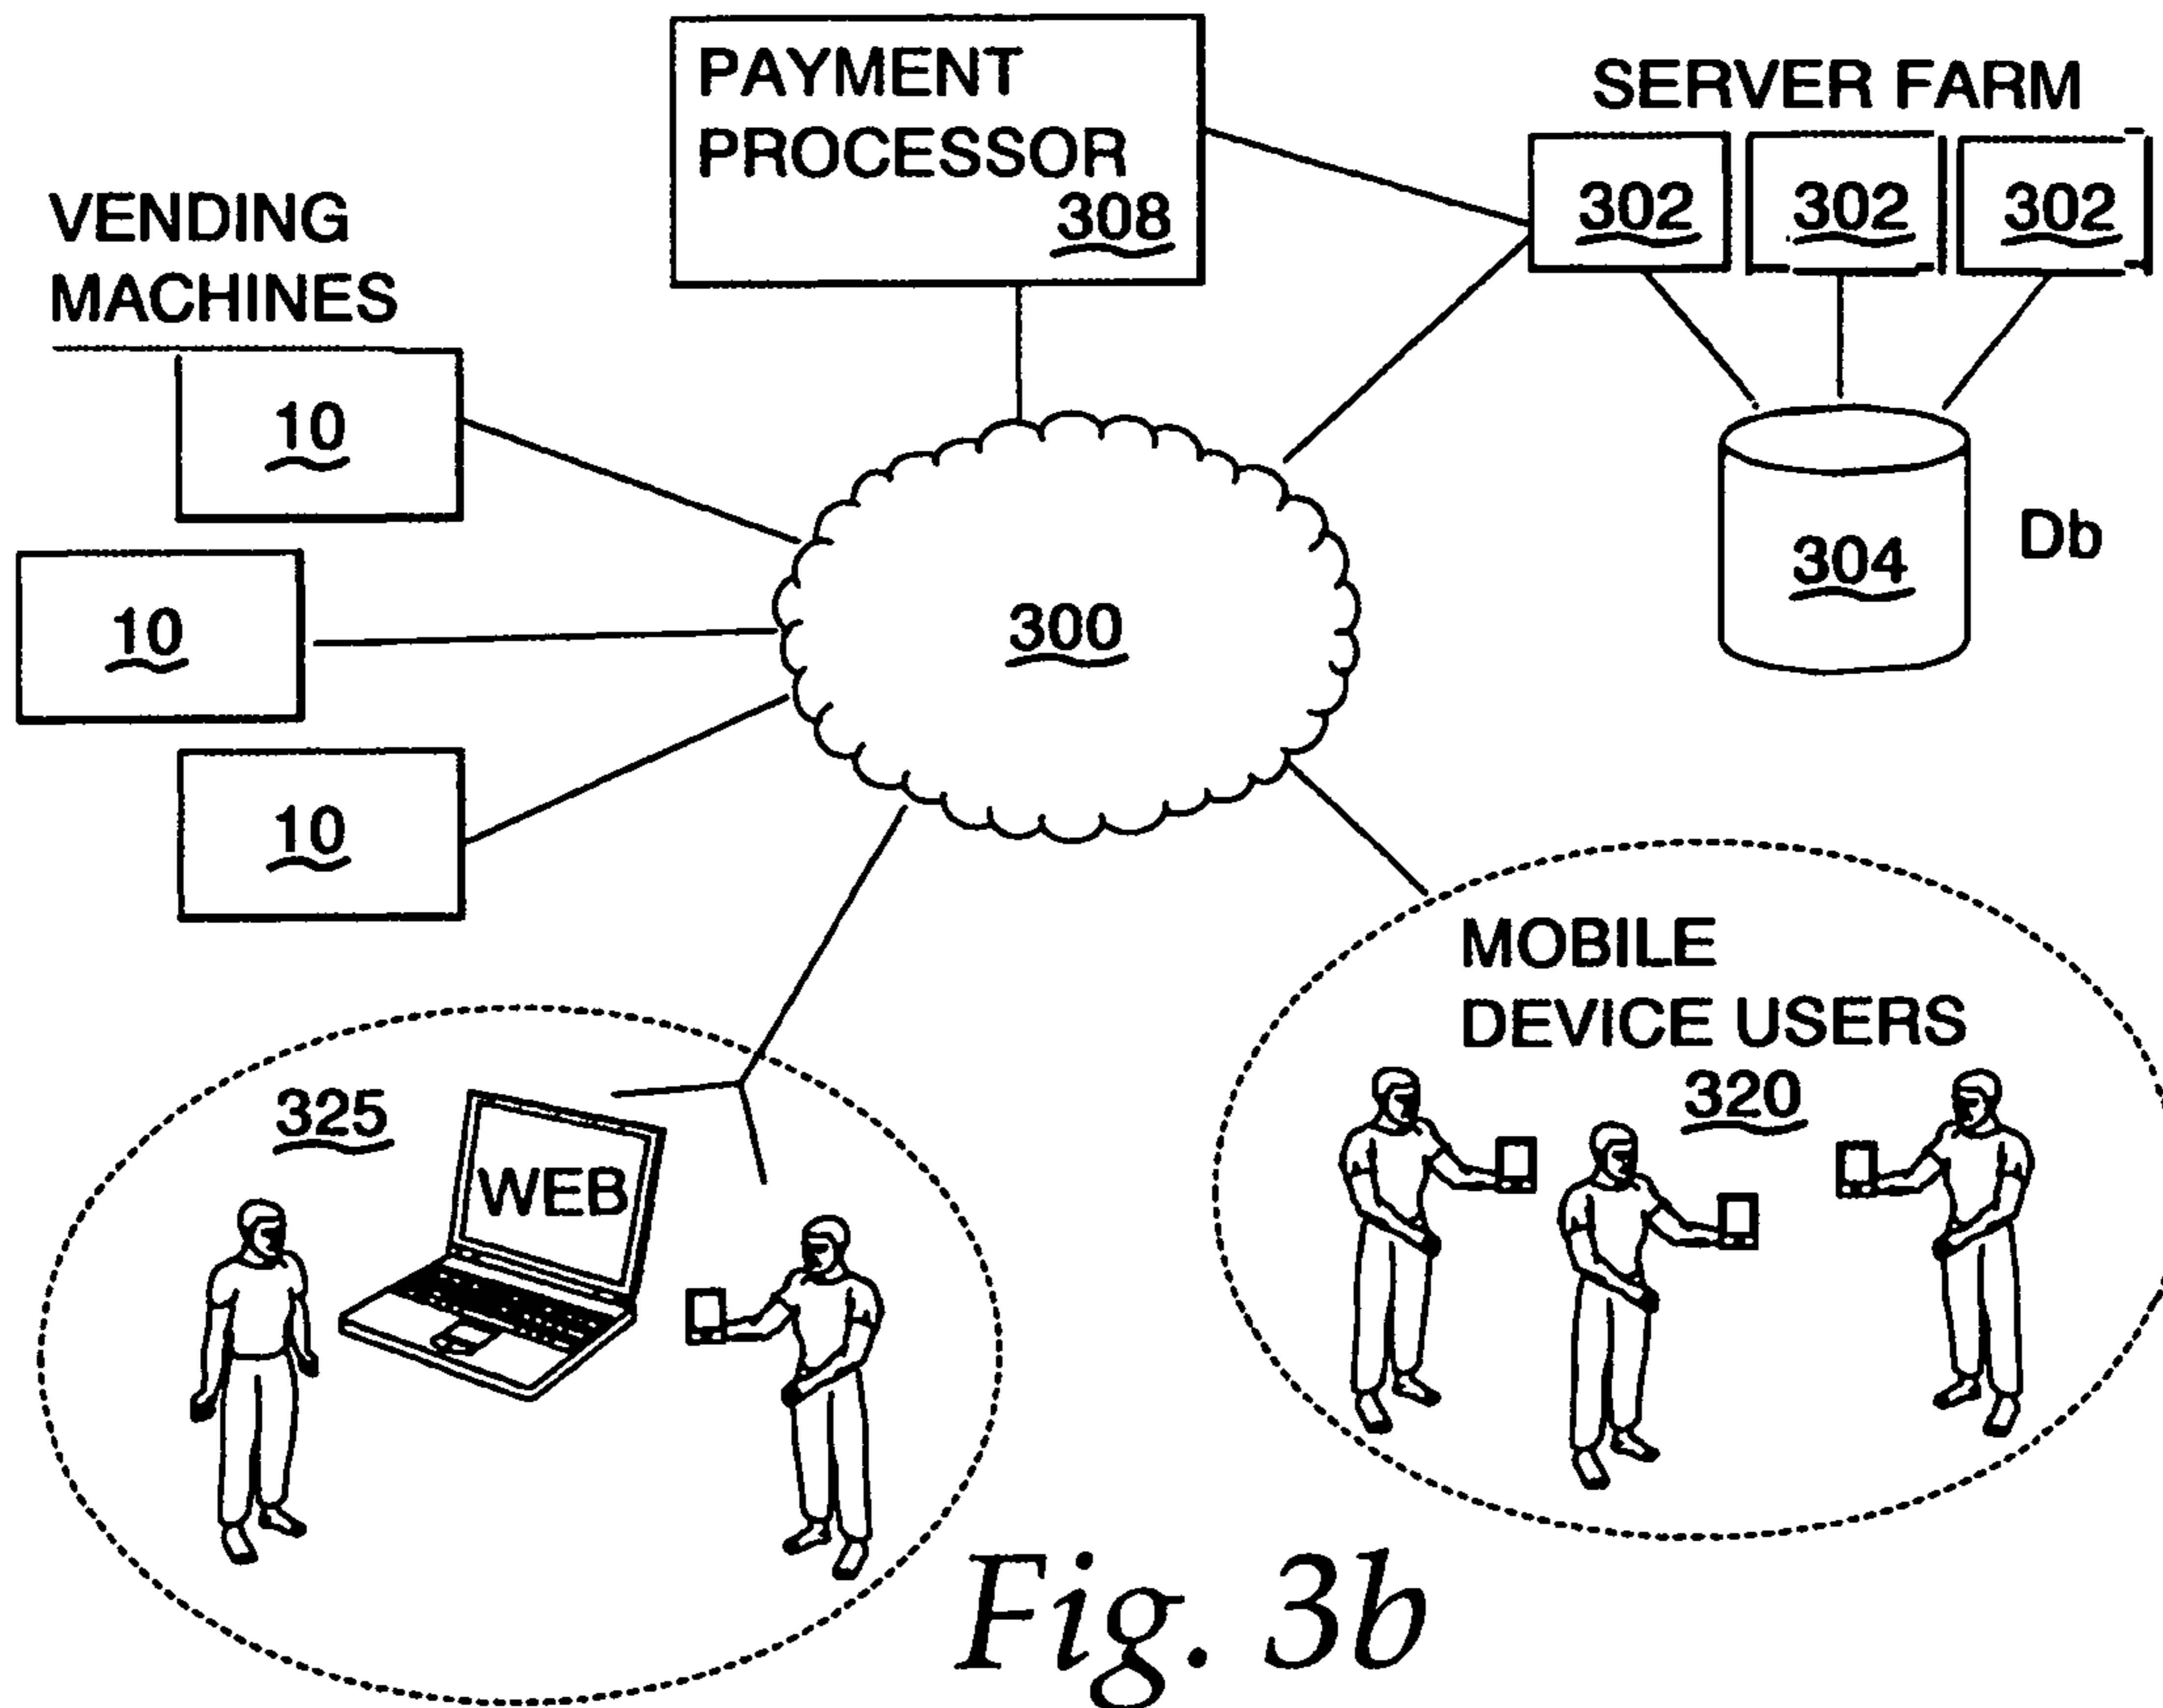 PAYMENT
PROCESSOR
308
SERVER FARM
302 302 302
VENDING
MACHINES
10
10
10
300
304
Db
MOBILE
DEVICE USERS
320
325
WEB
Fig. 3b